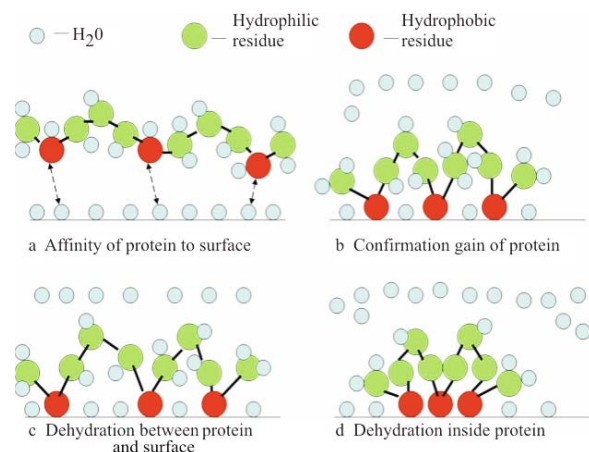 — H₂0
Hydrophilic
— residue
Hydrophobic
— residue
a Affinity of protein to surface
b Confirmation gain of protein
c Dehydration between protein
and surface
d Dehydration inside protein